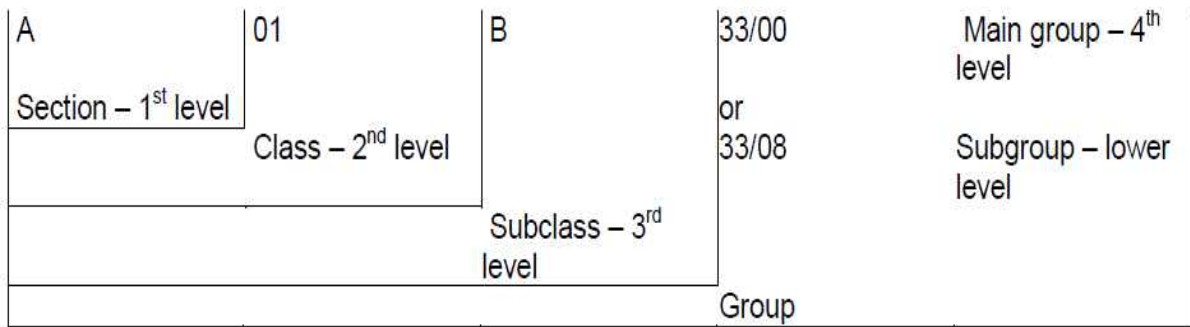 A 01 B 33/00 Main group – 4th
level
Section – 1st level or
Class – 2nd level 33/08 Subgroup – lower
level
Subclass – 3rd
level
Group